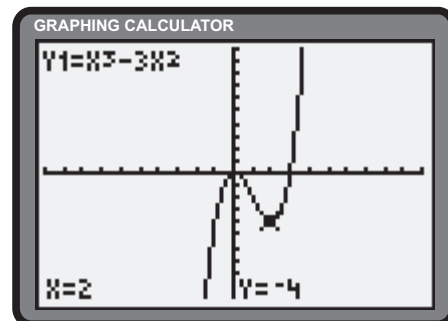 GRAPHING CALCULATOR
Y1=X³-3X²
X=2 Y=-4